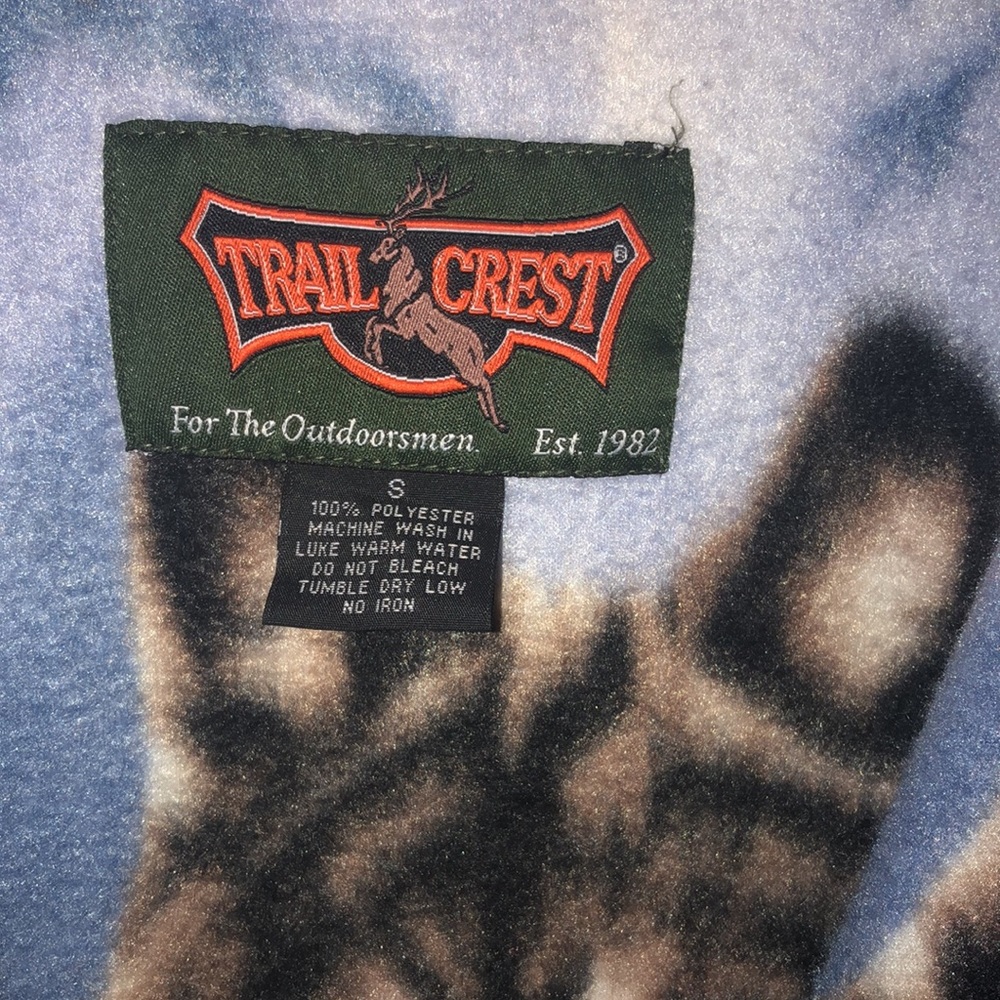 TRAIL CREST®
For The Outdoorsmen. Est. 1982
S
100% POLYESTER
MACHINE WASH IN
LUKE WARM WATER
DO NOT BLEACH
TUMBLE DRY LOW
NO IRON